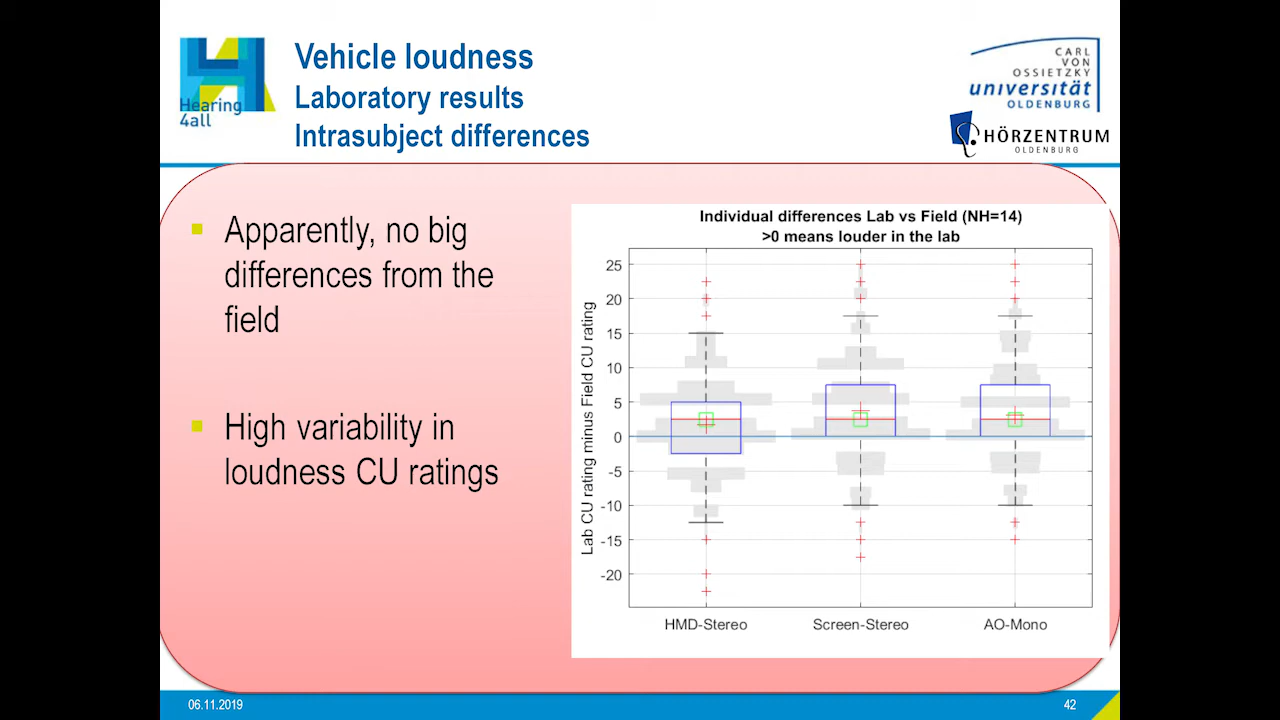 Vehicle loudness
Laboratory results
Intrasubject differences
Hearing
4all
CARL
VON
OSSIETZKY
universität
OLDENBURG
HÖRZENTRUM
OLDENBURG
Apparently, no big
differences from the
field
High variability in
loudness CU ratings
Individual differences Lab vs Field (NH=14)
>0 means louder in the lab
Lab CU rating minus Field CU rating
25
20
15
10
5
0
-5
-10
-15
-20
HMD-Stereo
Screen-Stereo
AO-Mono
06.11.2019
42